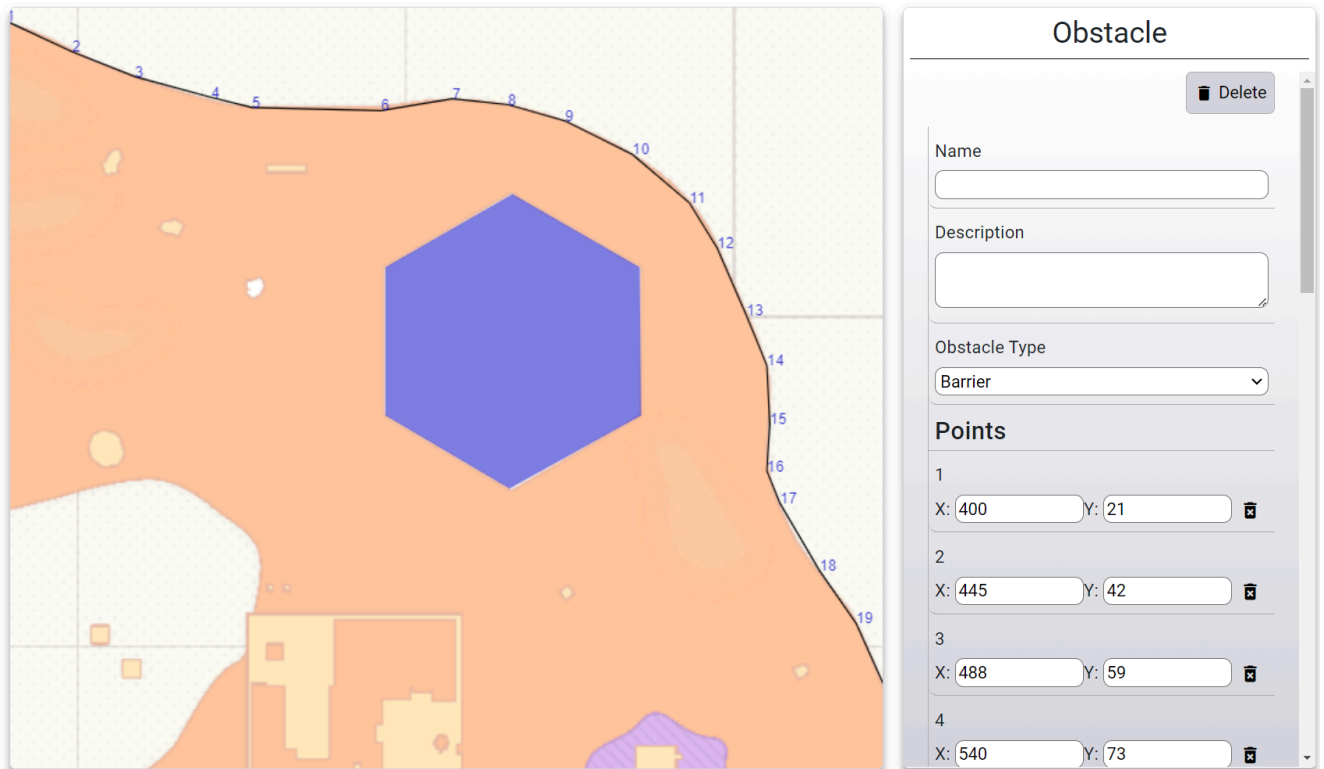 1
2
3
4
5
6
7
8
9
10
11
12
13
14
15
16
17
18
19
Obstacle
Delete
Name
Description
Obstacle Type
Barrier
Points
1
X: 400 Y: 21
2
X: 445 Y: 42
3
X: 488 Y: 59
4
X: 540 Y: 73